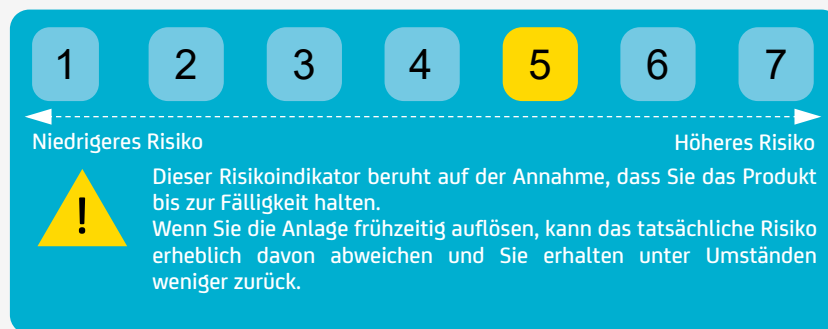 1 2 3 4 5 6 7
Niedrigeres Risiko Höheres Risiko
Dieser Risikoindikator beruht auf der Annahme, dass Sie das Produkt
bis zur Fälligkeit halten.
! Wenn Sie die Anlage frühzeitig auflösen, kann das tatsächliche Risiko
erheblich davon abweichen und Sie erhalten unter Umständen
weniger zurück.